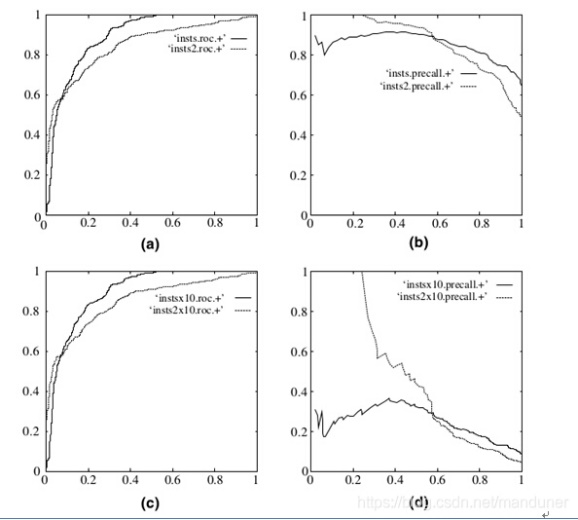 1
0.8
0.6
0.4
0.2
0
0 0.2 0.4 0.6 0.8 1
'insts.roc.+'
'insts2.roc.+'
(a)
1
0.8
0.6
0.4
0.2
0
0 0.2 0.4 0.6 0.8 1
'insts.precall.+'
'insts2.precall.+'
(b)
1
0.8
0.6
0.4
0.2
0
0 0.2 0.4 0.6 0.8 1
'instsx10.roc.+'
'insts2x10.roc.+'
(c)
1
0.8
0.6
0.4
0.2
0
0 0.2 0.4 0.6 0.8 1
'instsx10.precall.+'
'insts2x10.precall.+'
(d)
https://blog.csdn.net/manduner